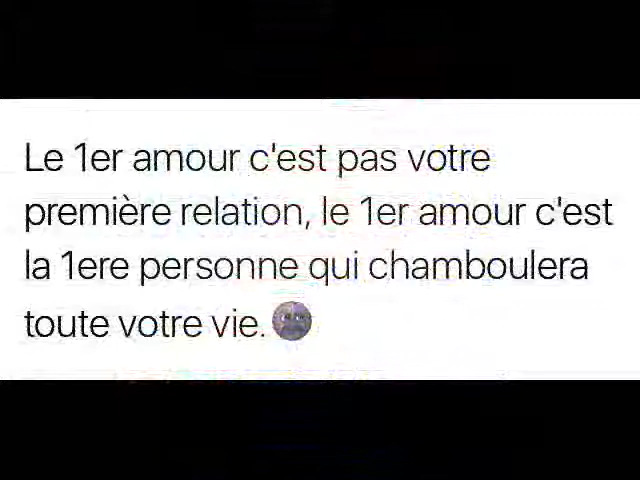 Le 1er amour c'est pas votre
première relation, le 1er amour c'est
la 1ere personne qui chamboulera
toute votre vie.🌚